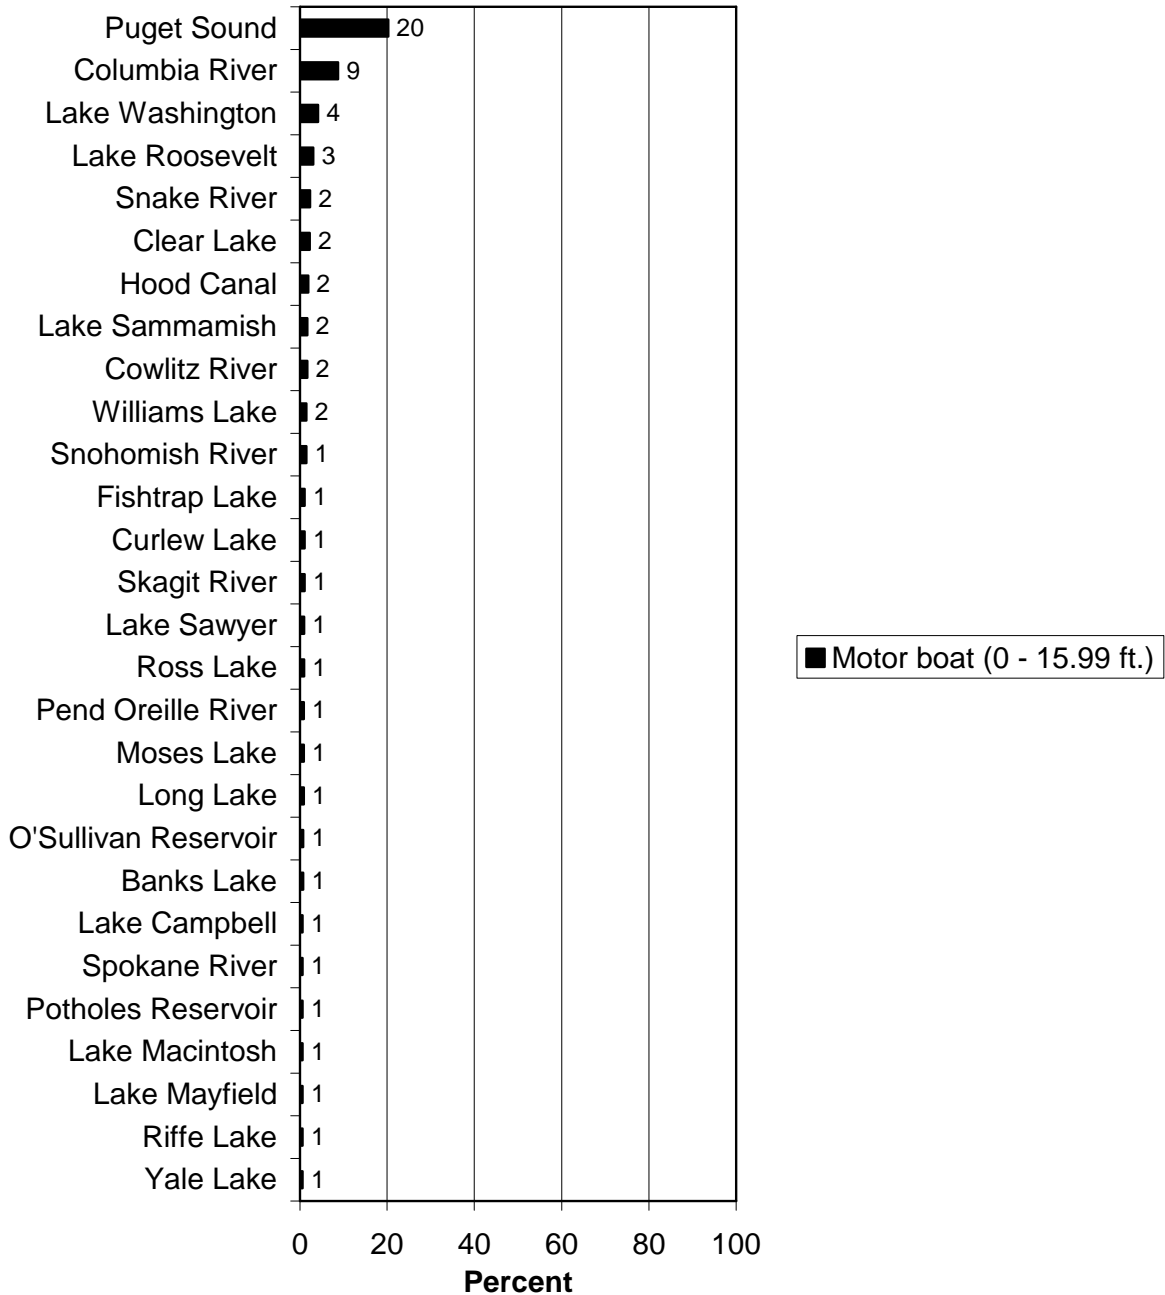 Puget Sound 20
Columbia River 9
Lake Washington 4
Lake Roosevelt 3
Snake River 2
Clear Lake 2
Hood Canal 2
Lake Sammamish 2
Cowlitz River 2
Williams Lake 2
Snohomish River 1
Fishtrap Lake 1
Curlew Lake 1
Skagit River 1
Lake Sawyer 1
Ross Lake 1
Motor boat (0 - 15.99 ft.)
Pend Oreille River 1
Moses Lake 1
Long Lake 1
O'Sullivan Reservoir 1
Banks Lake 1
Lake Campbell 1
Spokane River 1
Potholes Reservoir 1
Lake Macintosh 1
Lake Mayfield 1
Riffe Lake 1
Yale Lake 1
0 20 40 60 80 100
Percent